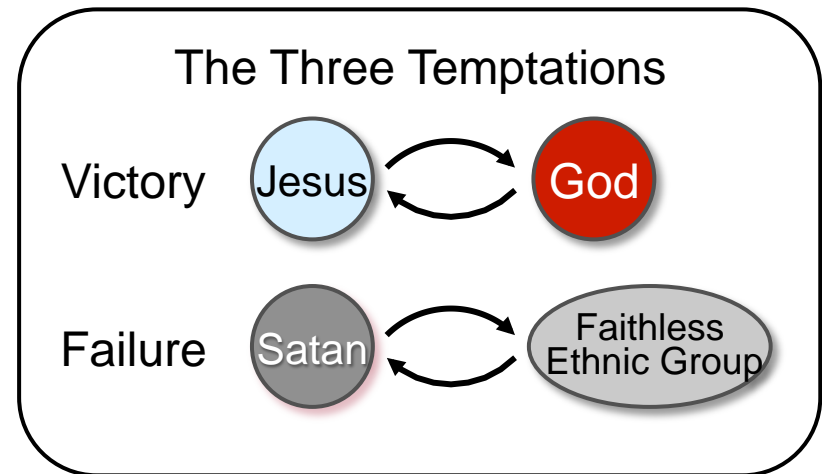 The Three Temptations
Victory
Jesus
God
Failure
Satan
Faithless
Ethnic Group